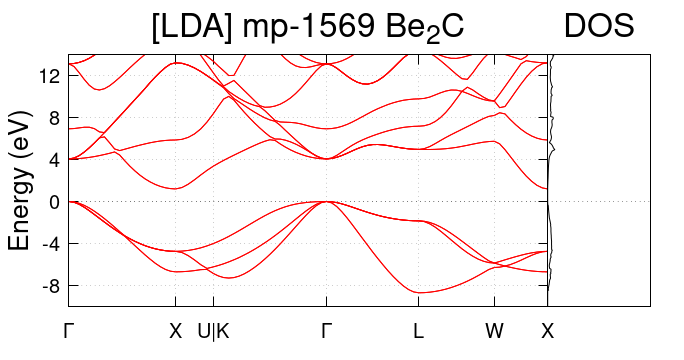 [LDA] mp-1569 Be₂C DOS
Energy (eV)
12
8
4
0
-4
-8
Γ X U|K Γ L W X